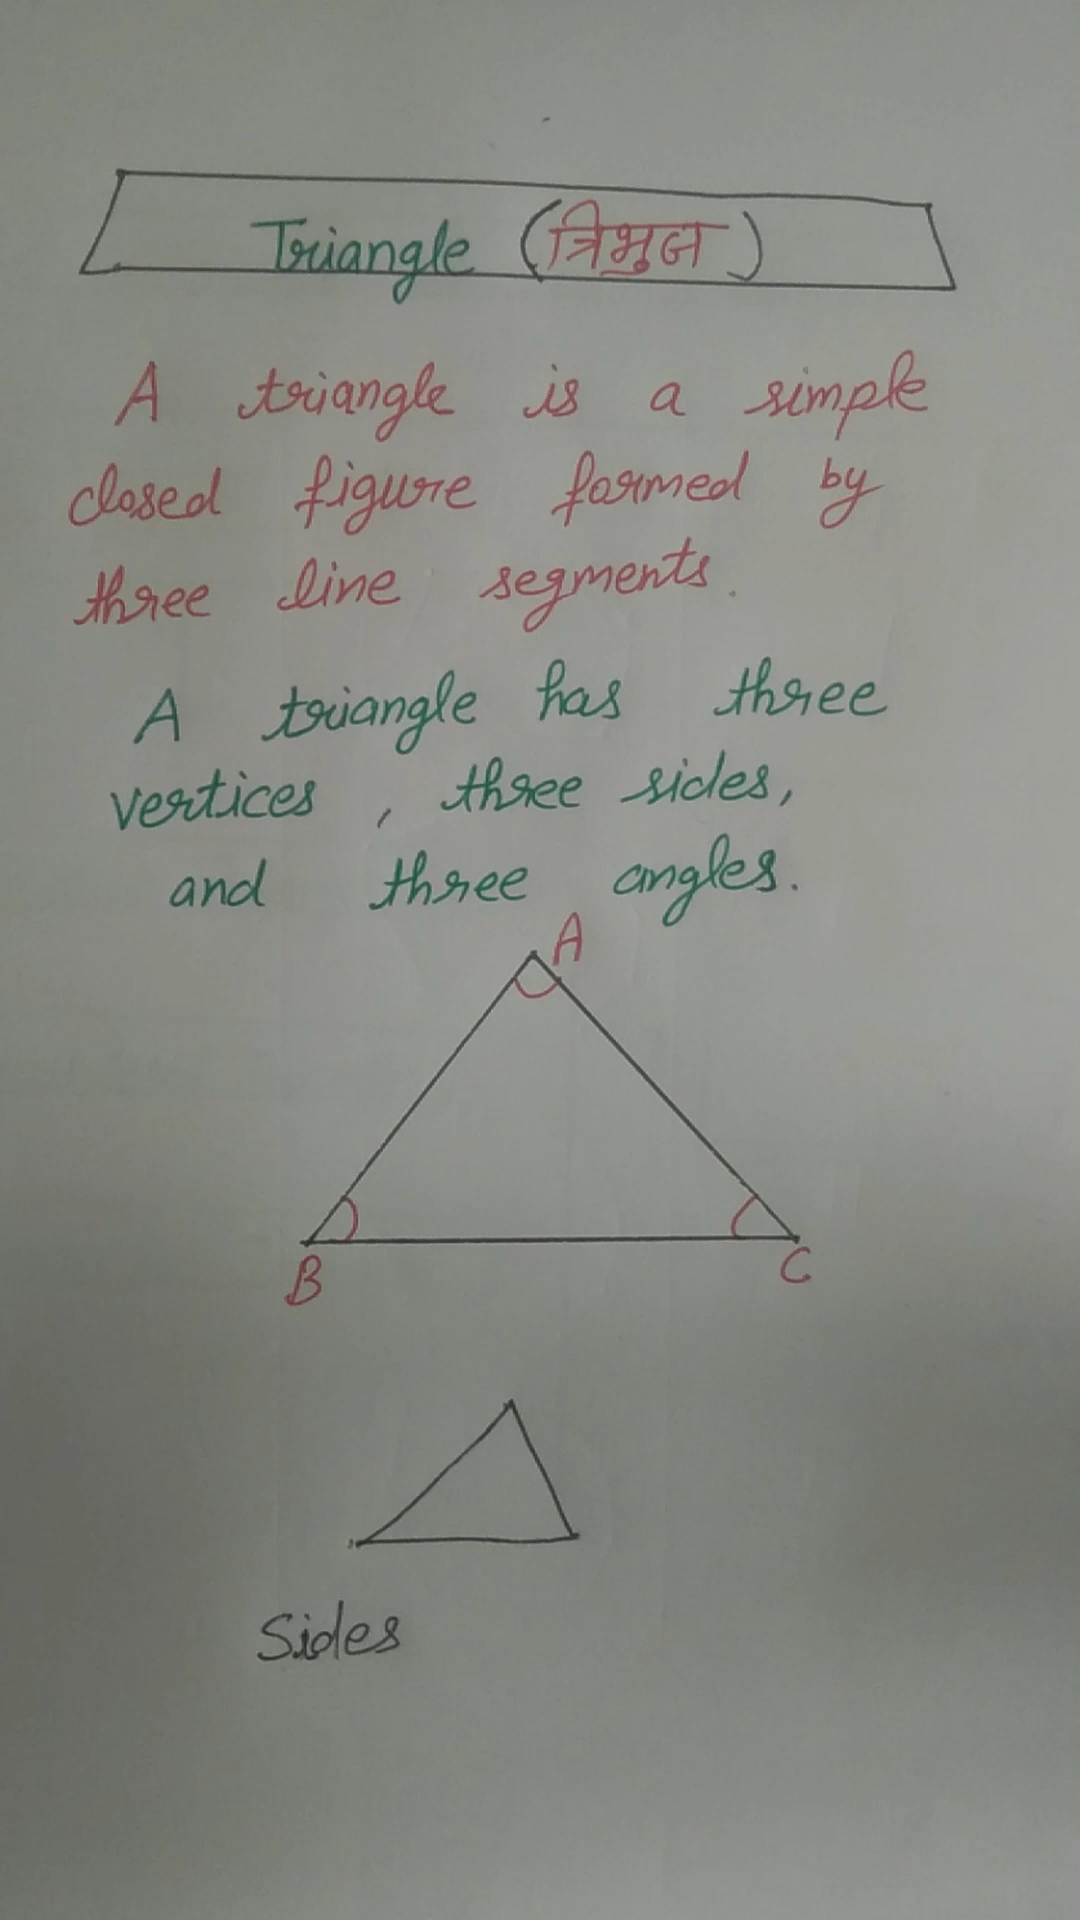 Triangle (त्रिभुज)
A triangle is a simple
closed figure formed by
three line segments.
A triangle has three
vertices, three sides,
and three angles.
A
B
C
Sides